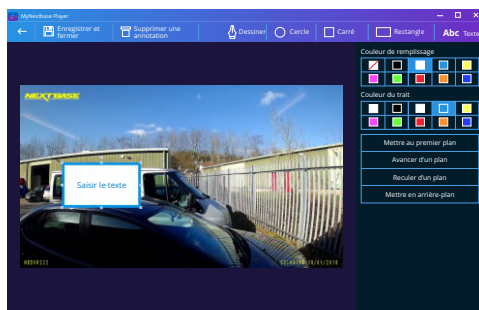 MyNextbase Player
Enregistrer et fermer
Supprimer une annotation
Dessiner
Cercle
Carré
Rectangle
Abc Texte
Couleur de remplissage
NEXTBASE
Couleur du trait
Mettre au premier plan
Avancer d'un plan
Saisir le texte
Reculer d'un plan
Mettre en arrière-plan